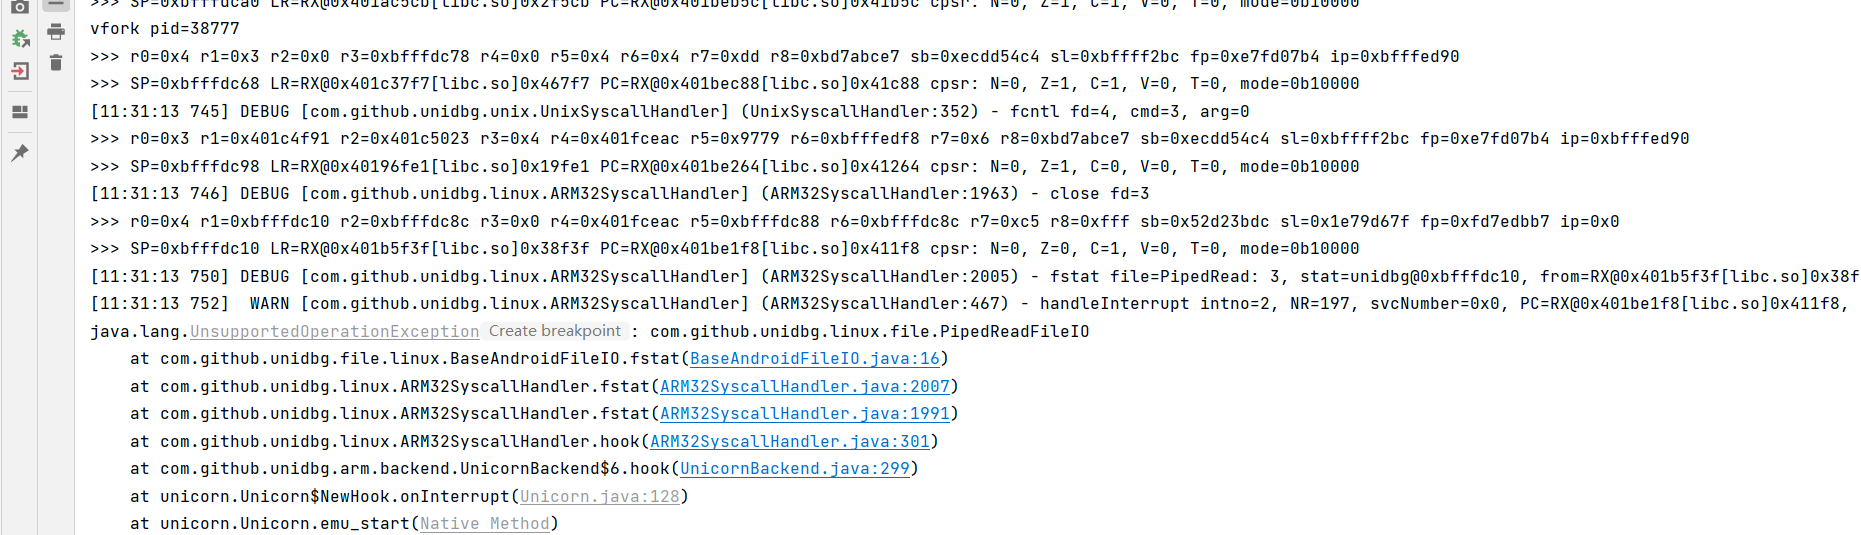 >>> SP=0xbfffdca0 LR=RX@0x401ac5cb[libc.so]0x2f5cb PC=RX@0x401beb5c[libc.so]0x41b5c cpsr: N=0, Z=1, C=1, V=0, T=0, mode=0b10000
vfork pid=38777
>>> r0=0x4 r1=0x3 r2=0x0 r3=0xbfffdc78 r4=0x0 r5=0x4 r6=0x4 r7=0xdd r8=0xbd7abce7 sb=0xecdd54c4 sl=0xbffff2bc fp=0xe7fd07b4 ip=0xbfffed90
>>> SP=0xbfffdc68 LR=RX@0x401c37f7[libc.so]0x467f7 PC=RX@0x401bec88[libc.so]0x41c88 cpsr: N=0, Z=1, C=1, V=0, T=0, mode=0b10000
[11:31:13 745] DEBUG [com.github.unidbg.unix.UnixSyscallHandler] (UnixSyscallHandler:352) - fcntl fd=4, cmd=3, arg=0
>>> r0=0x3 r1=0x401c4f91 r2=0x401c5023 r3=0x4 r4=0x401fceac r5=0x9779 r6=0xbfffedf8 r7=0x6 r8=0xbd7abce7 sb=0xecdd54c4 sl=0xbffff2bc fp=0xe7fd07b4 ip=0xbfffed90
>>> SP=0xbfffdc98 LR=RX@0x40196fe1[libc.so]0x19fe1 PC=RX@0x401be264[libc.so]0x41264 cpsr: N=0, Z=1, C=0, V=0, T=0, mode=0b10000
[11:31:13 746] DEBUG [com.github.unidbg.linux.ARM32SyscallHandler] (ARM32SyscallHandler:1963) - close fd=3
>>> r0=0x4 r1=0xbfffdc10 r2=0xbfffdc8c r3=0x0 r4=0x401fceac r5=0xbfffdc88 r6=0xbfffdc8c r7=0xc5 r8=0xfff sb=0x52d23bdc sl=0x1e79d67f fp=0xfd7edbb7 ip=0x0
>>> SP=0xbfffdc10 LR=RX@0x401b5f3f[libc.so]0x38f3f PC=RX@0x401be1f8[libc.so]0x411f8 cpsr: N=0, Z=0, C=1, V=0, T=0, mode=0b10000
[11:31:13 750] DEBUG [com.github.unidbg.linux.ARM32SyscallHandler] (ARM32SyscallHandler:2005) - fstat file=PipedRead: 3, stat=unidbg@0xbfffdc10, from=RX@0x401b5f3f[libc.so]0x38f
[11:31:13 752]  WARN [com.github.unidbg.linux.ARM32SyscallHandler] (ARM32SyscallHandler:467) - handleInterrupt intno=2, NR=197, svcNumber=0x0, PC=RX@0x401be1f8[libc.so]0x411f8,
java.lang.UnsupportedOperationException Create breakpoint : com.github.unidbg.linux.file.PipedReadFileIO
    at com.github.unidbg.file.linux.BaseAndroidFileIO.fstat(BaseAndroidFileIO.java:16)
    at com.github.unidbg.linux.ARM32SyscallHandler.fstat(ARM32SyscallHandler.java:2007)
    at com.github.unidbg.linux.ARM32SyscallHandler.fstat(ARM32SyscallHandler.java:1991)
    at com.github.unidbg.linux.ARM32SyscallHandler.hook(ARM32SyscallHandler.java:301)
    at com.github.unidbg.arm.backend.UnicornBackend$6.hook(UnicornBackend.java:299)
    at unicorn.Unicorn$NewHook.onInterrupt(Unicorn.java:128)
    at unicorn.Unicorn.emu_start(Native Method)